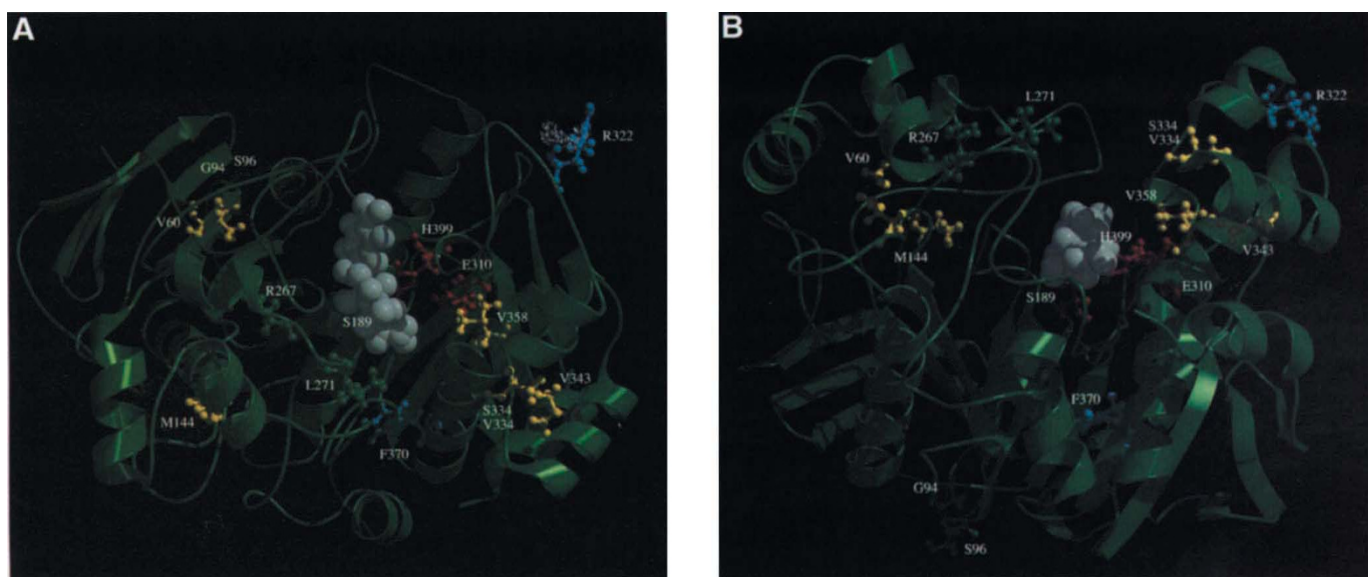 A
R322
S96
G94
V60
H399
E310
R267
S189
V358
L271
V343
M144
S334
V334
F370
B
L271
R322
R267
S334
V334
V60
V358
H399
M144
V343
S189
E310
F370
G94
S96